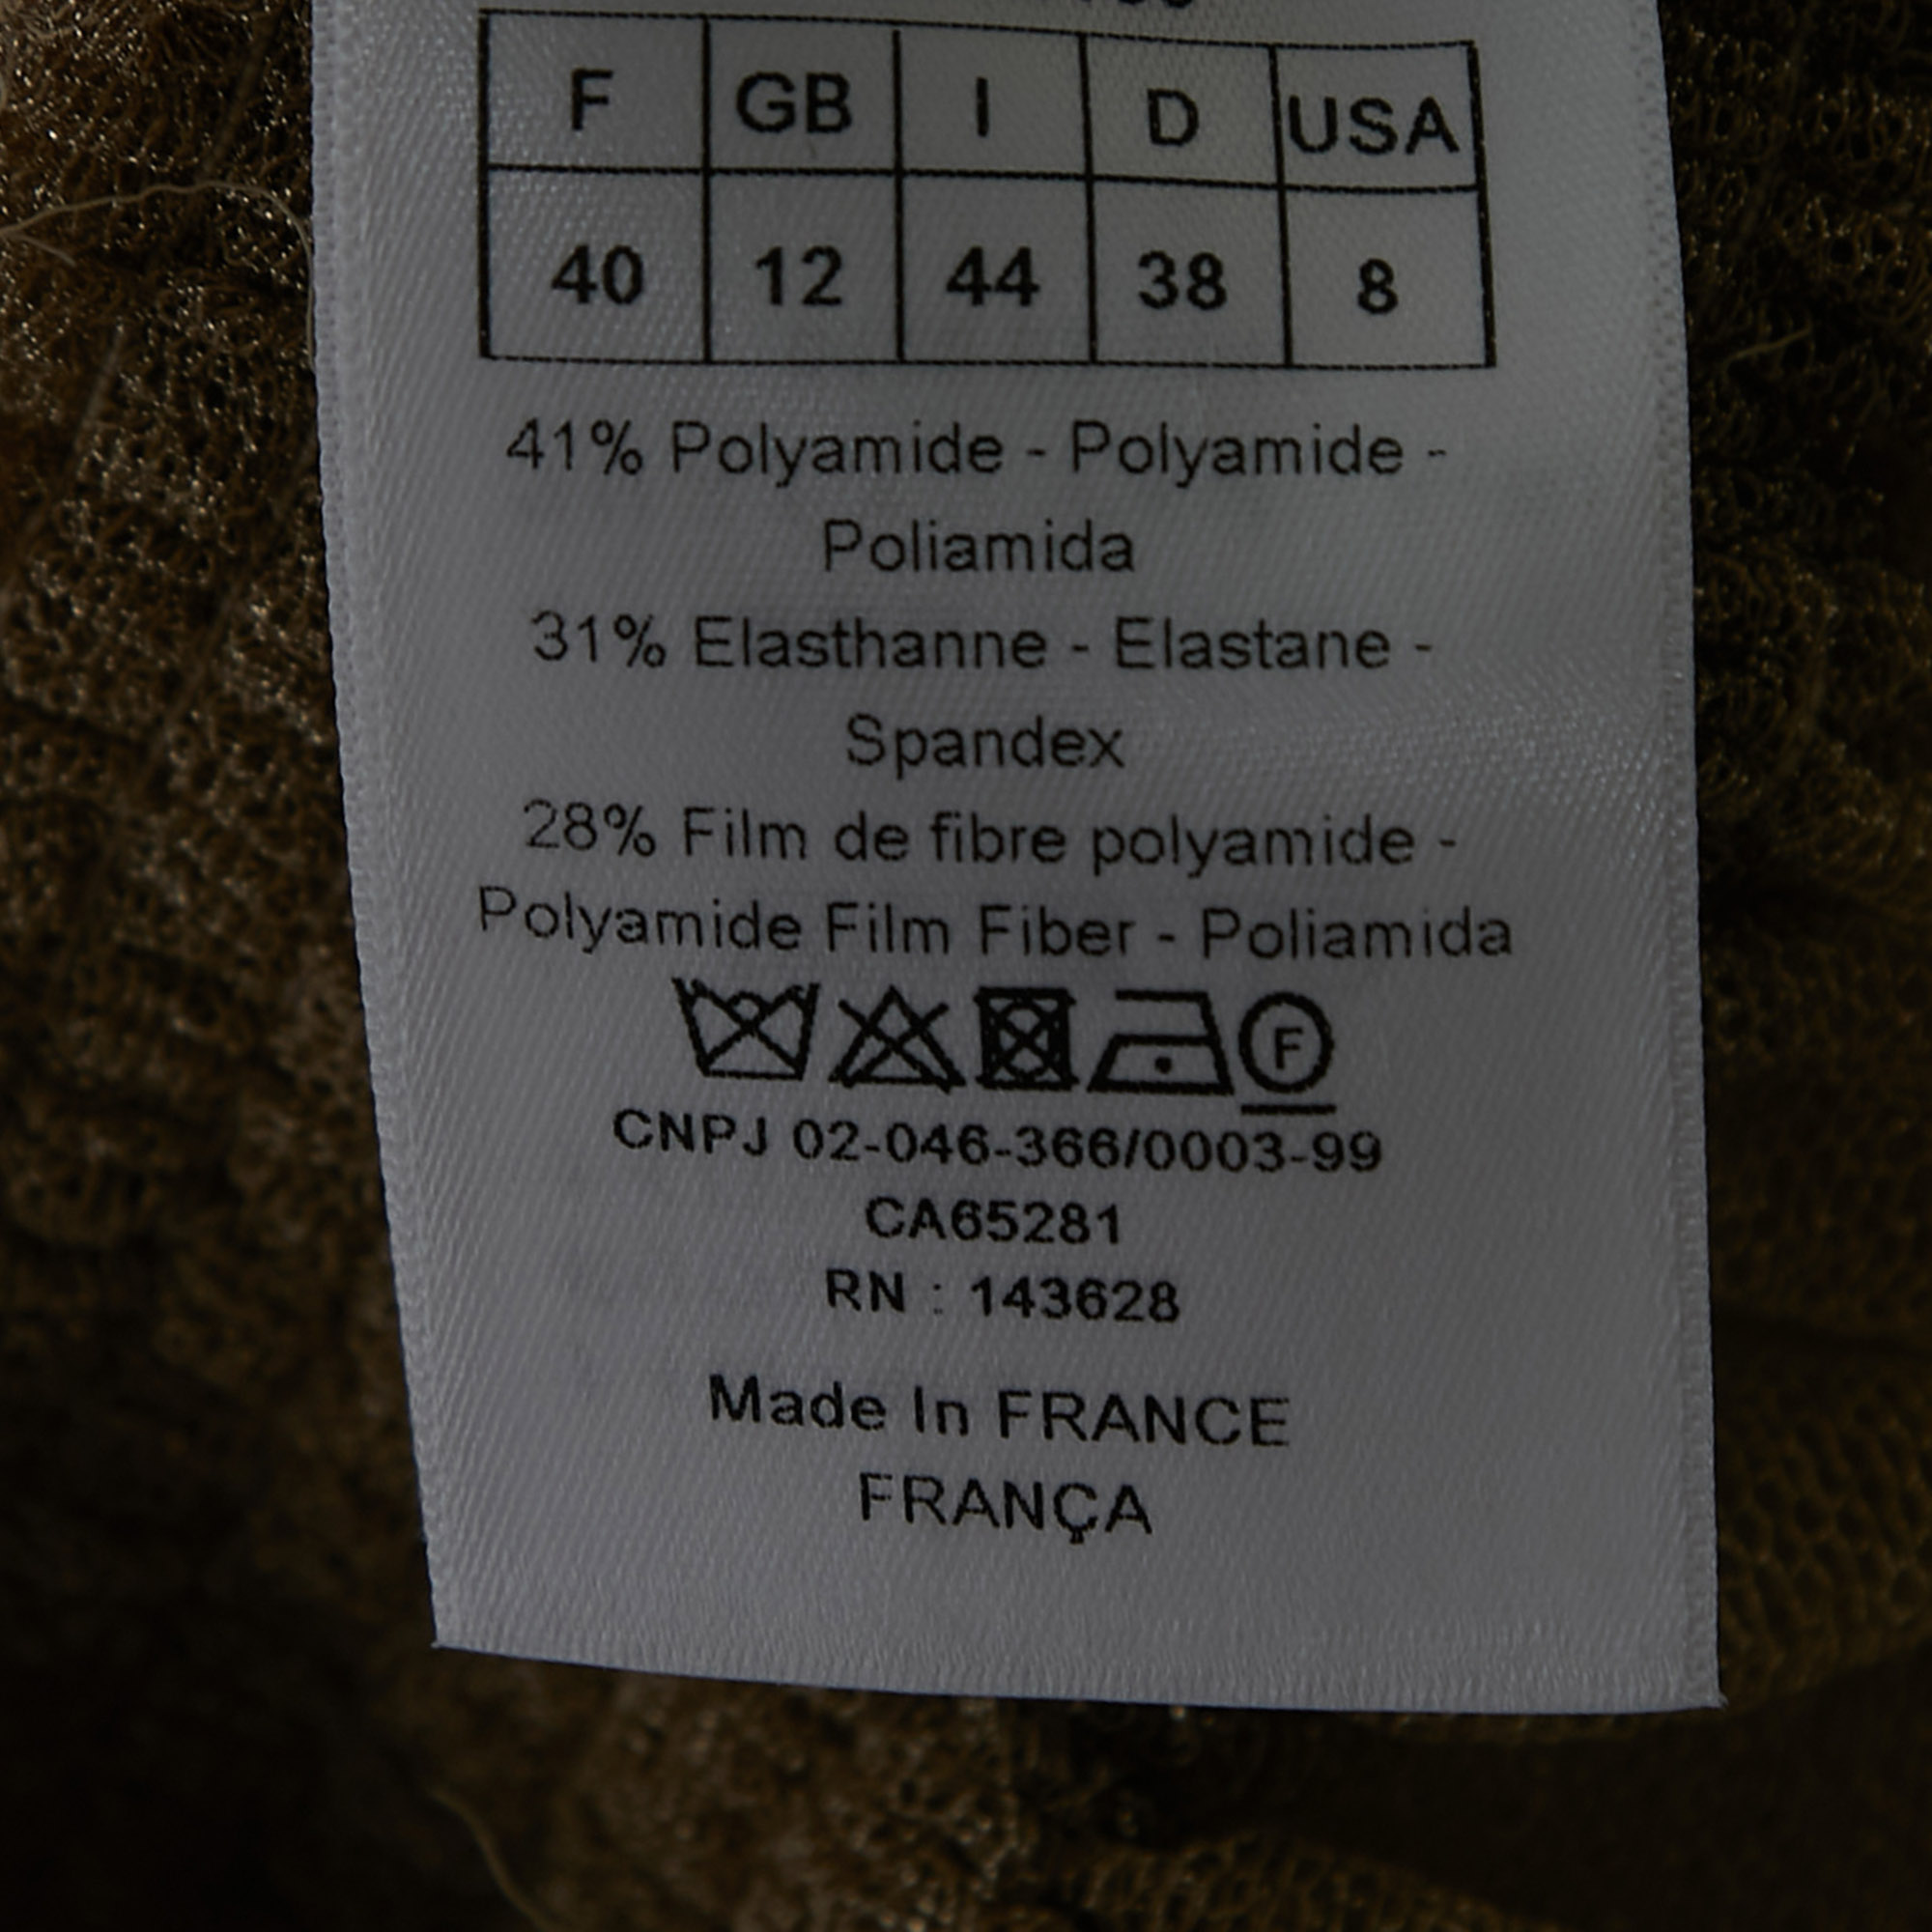 F GB I D USA
40 12 44 38 8
41% Polyamide - Polyamide -
Poliamida
31% Elasthanne - Elastane -
Spandex
28% Film de fibre polyamide -
Polyamide Film Fiber - Poliamida
F
CNPJ 02-046-366/0003-99
CA65281
RN : 143628
Made In FRANCE
FRANÇA